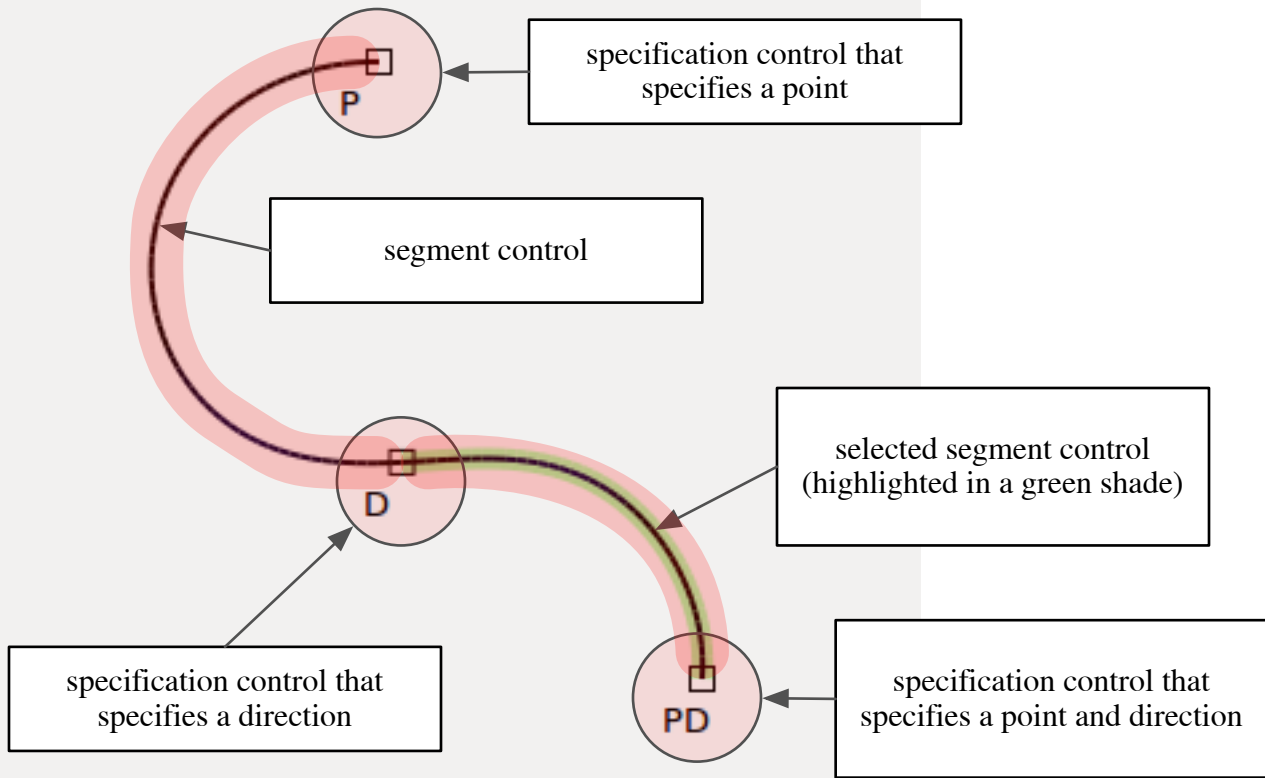 specification control that
specifies a point
P
segment control
selected segment control
(highlighted in a green shade)
D
specification control that
specifies a direction
PD
specification control that
specifies a point and direction